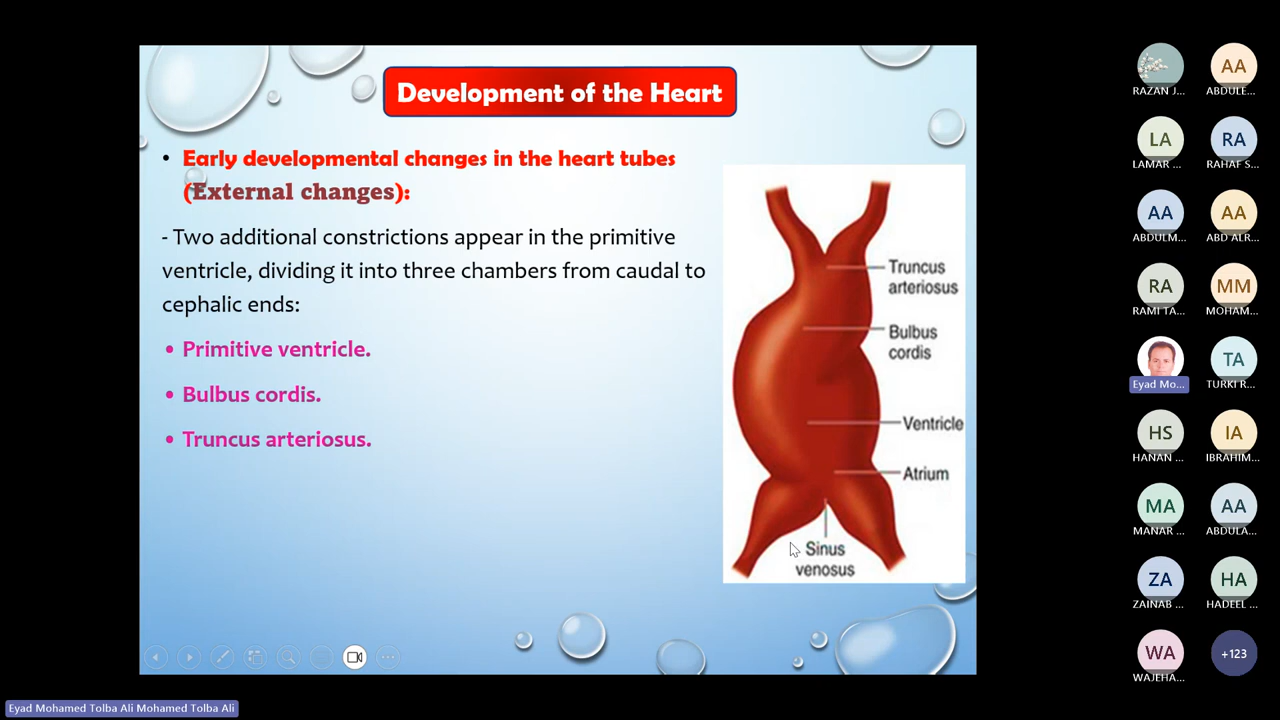 Development of the Heart
• Early developmental changes in the heart tubes
(External changes):
- Two additional constrictions appear in the primitive
ventricle, dividing it into three chambers from caudal to
cephalic ends:
• Primitive ventricle.
• Bulbus cordis.
• Truncus arteriosus.
Truncus
arteriosus
Bulbus
cordis
Ventricle
Atrium
Sinus
venosus
RAZAN J...
AA
ABDULE...
LA
LAMAR ...
RA
RAHAF S...
AA
ABDULM...
AA
ABD ALR...
RA
RAMI TA...
MM
MOHAM...
Eyad Mo...
TA
TURKI R...
HS
HANAN ...
IA
IBRAHIM...
MA
MANAR ...
AA
ABDULA...
ZA
ZAINAB ...
HA
HADEEL ...
WA
WAJEHA...
+123
Eyad Mohamed Tolba Ali Mohamed Tolba Ali